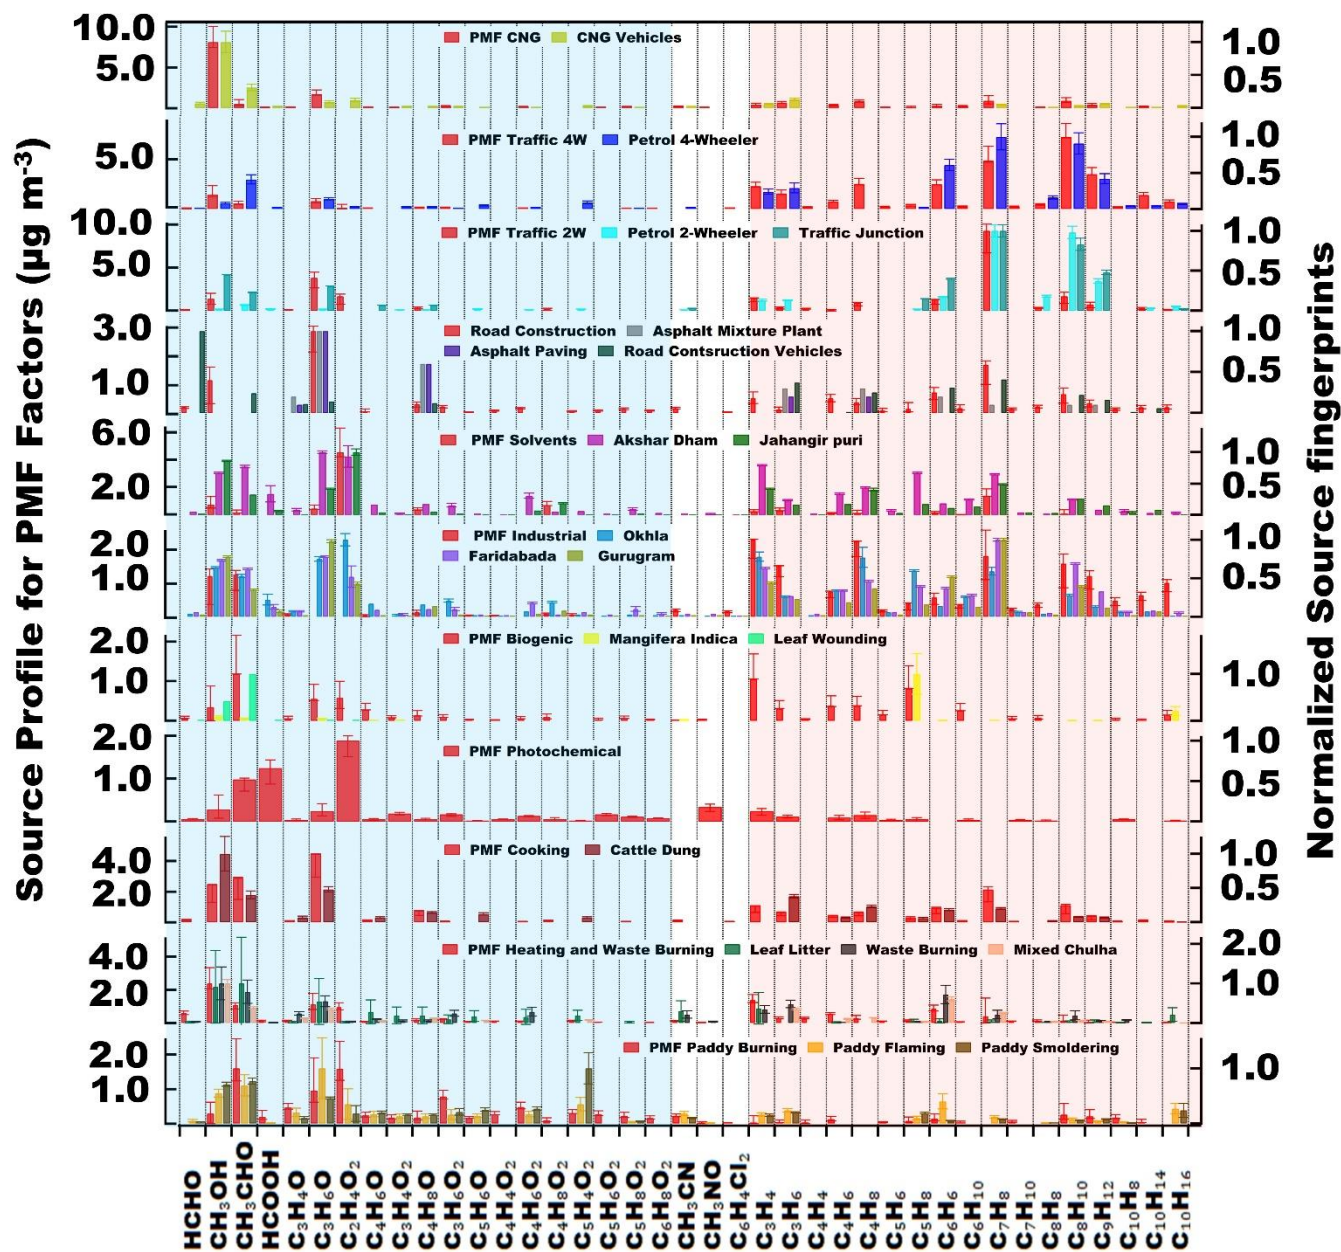 Source Profile for PMF Factors (µg m⁻³)
Normalized Source fingerprints
10.0
5.0
PMF CNG CNG Vehicles
1.0
0.5
5.0
PMF Traffic 4W Petrol 4-Wheeler
1.0
0.5
10.0
5.0
PMF Traffic 2W Petrol 2-Wheeler Traffic Junction
1.0
0.5
3.0
1.0
Road Construction Asphalt Mixture Plant
Asphalt Paving Road Contsruction Vehicles
1.0
0.5
6.0
2.0
PMF Solvents Akshar Dham Jahangir puri
1.0
0.5
2.0
1.0
PMF Industrial Okhla
Faridabada Gurugram
1.0
0.5
2.0
1.0
PMF Biogenic Mangifera Indica Leaf Wounding
1.0
2.0
1.0
PMF Photochemical
1.0
0.5
4.0
2.0
PMF Cooking Cattle Dung
1.0
0.5
4.0
2.0
PMF Heating and Waste Burning Leaf Litter Waste Burning Mixed Chulha
2.0
1.0
2.0
1.0
PMF Paddy Burning Paddy Flaming Paddy Smoldering
1.0
HCHO
CH₃OH
CH₃CHO
HCOOH
C₃H₄O
C₃H₆O
C₂H₄O₂
C₄H₆O
C₃H₄O₂
C₄H₈O
C₃H₆O₂
C₅H₆O
C₄H₄O₂
C₄H₆O₂
C₄H₈O₂
C₅H₄O₂
C₅H₆O₂
C₅H₈O₂
C₆H₈O₂
CH₃CN
CH₃NO
C₆H₄Cl₂
C₃H₄
C₃H₆
C₄H₄
C₄H₈
C₅H₆
C₅H₈
C₆H₆
C₆H₁₀
C₇H₈
C₇H₁₀
C₈H₈
C₈H₁₀
C₉H₁₂
C₁₀H₈
C₁₀H₁₄
C₁₀H₁₆